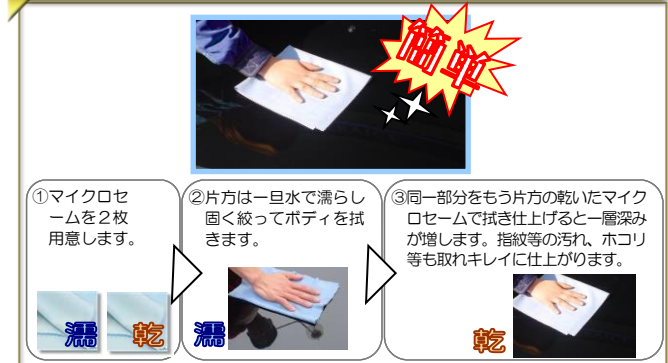 簡単
①マイクロセ
ームを２枚
用意します。
濡
乾
②片方は一旦水で濡らし
固く絞ってボディを拭
きます。
濡
③同一部分をもう片方の乾いたマイク
ロセームで拭き仕上げると一層深み
が増します。指紋等の汚れ、ホコリ
等も取れキレイに仕上がります。
乾